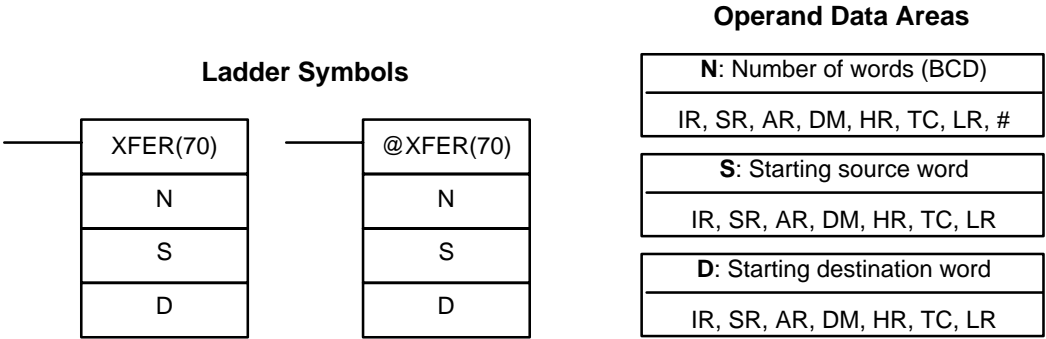 Ladder Symbols
XFER(70)
N
S
D
@XFER(70)
N
S
D
Operand Data Areas
N: Number of words (BCD)
IR, SR, AR, DM, HR, TC, LR, #
S: Starting source word
IR, SR, AR, DM, HR, TC, LR
D: Starting destination word
IR, SR, AR, DM, HR, TC, LR